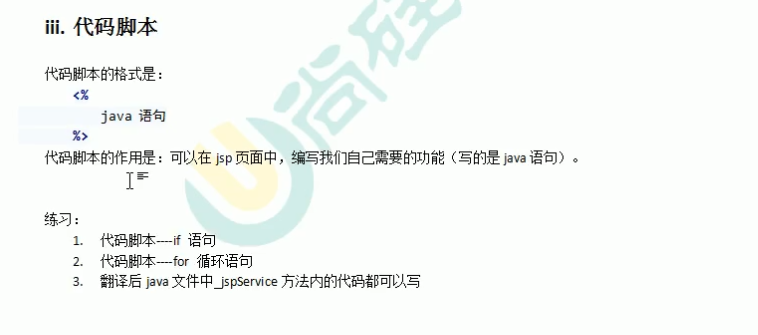 iii. 代码脚本
代码脚本的格式是：
<%
java 语句
%>
代码脚本的作用是：可以在 jsp 页面中，编写我们自己需要的功能（写的是 java 语句）。
练习：
1. 代码脚本----if 语句
2. 代码脚本----for 循环语句
3. 翻译后 java 文件中_jspService 方法内的代码都可以写
尚硅